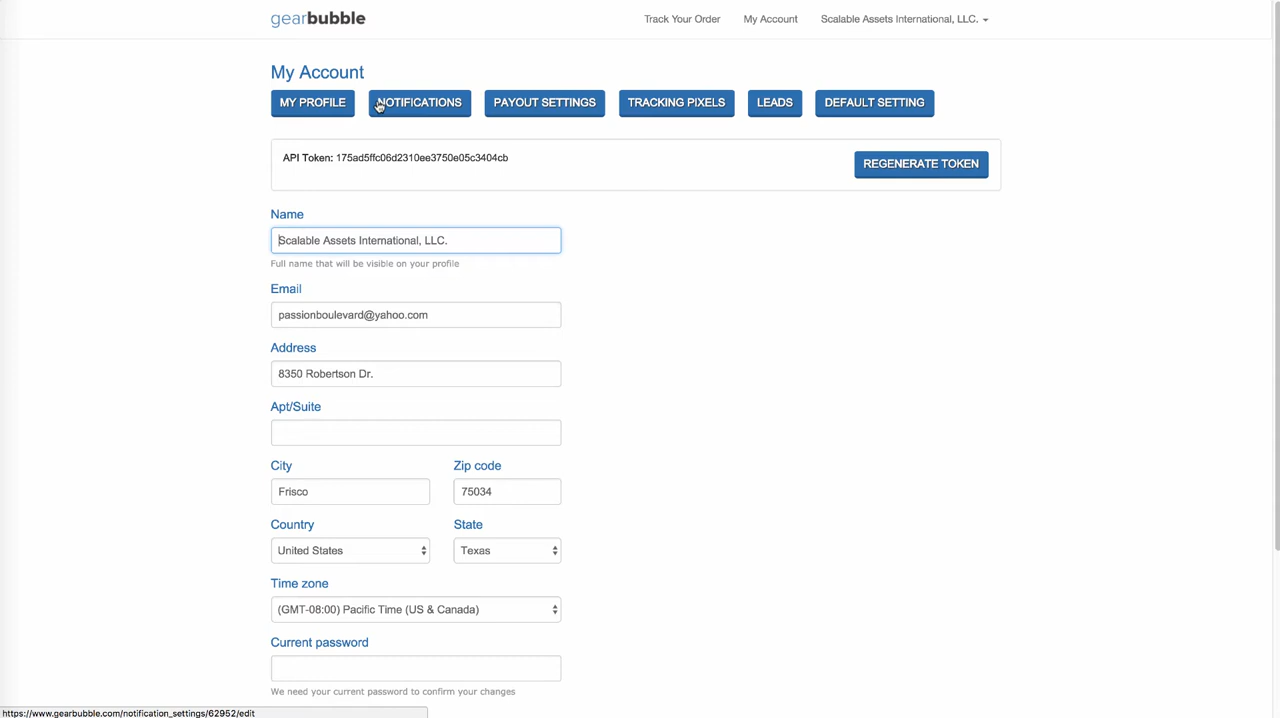 gearbubble
Track Your Order
My Account
Scalable Assets International, LLC.
My Account
MY PROFILE
NOTIFICATIONS
PAYOUT SETTINGS
TRACKING PIXELS
LEADS
DEFAULT SETTING
API Token: 175ad5ffc06d2310ee3750e05c3404cb
REGENERATE TOKEN
Name
Scalable Assets International, LLC.
Full name that will be visible on your profile
Email
passionboulevard@yahoo.com
Address
8350 Robertson Dr.
Apt/Suite
City
Zip code
Frisco
75034
Country
State
United States
Texas
Time zone
(GMT-08:00) Pacific Time (US & Canada)
Current password
We need your current password to confirm your changes
https://www.gearbubble.com/notification_settings/62952/edit